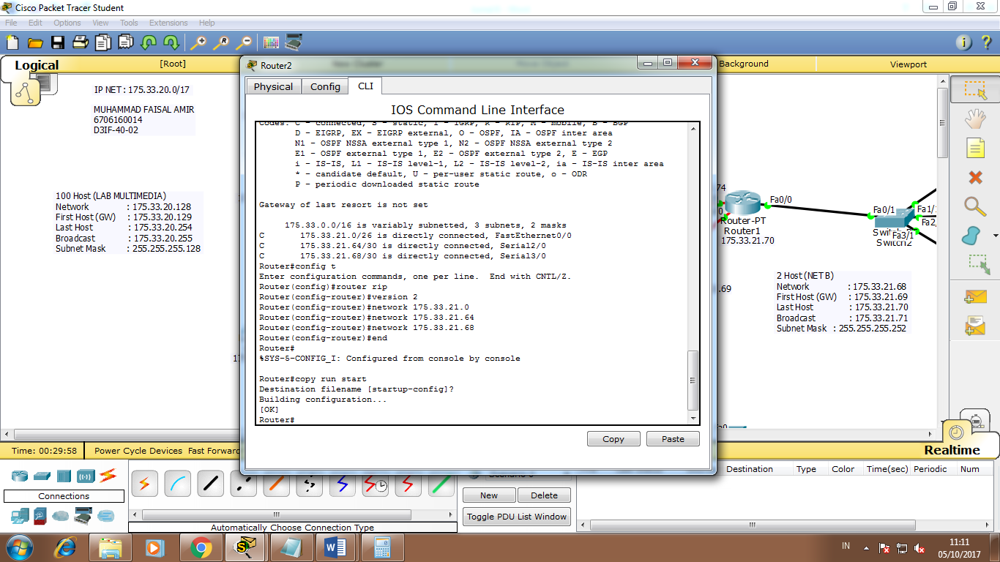 Cisco Packet Tracer Student
File Edit Options View Tools Extensions Help
Logical
[Root]
New Cluster
Move Object
Background
Viewport
IP NET : 175.33.20.0/17
MUHAMMAD FAISAL AMIR
6706160014
D3IF-40-02
100 Host (LAB MULTIMEDIA)
Network : 175.33.20.128
First Host (GW) : 175.33.20.129
Last Host : 175.33.20.254
Broadcast : 175.33.20.255
Subnet Mask : 255.255.255.128
Router2
Physical Config CLI
IOS Command Line Interface
Codes: C - connected, S - static, I - IGRP, R - RIP, M - mobile, B - BGP
D - EIGRP, EX - EIGRP external, O - OSPF, IA - OSPF inter area
N1 - OSPF NSSA external type 1, N2 - OSPF NSSA external type 2
E1 - OSPF external type 1, E2 - OSPF external type 2, E - EGP
i - IS-IS, L1 - IS-IS level-1, L2 - IS-IS level-2, ia - IS-IS inter area
* - candidate default, U - per-user static route, o - ODR
P - periodic downloaded static route
Gateway of last resort is not set
175.33.0.0/16 is variably subnetted, 3 subnets, 2 masks
C 175.33.21.0/26 is directly connected, FastEthernet0/0
C 175.33.21.64/30 is directly connected, Serial2/0
C 175.33.21.68/30 is directly connected, Serial3/0
Router#config t
Enter configuration commands, one per line. End with CNTL/Z.
Router(config)#router rip
Router(config-router)#version 2
Router(config-router)#network 175.33.21.0
Router(config-router)#network 175.33.21.64
Router(config-router)#network 175.33.21.68
Router(config-router)#end
Router#
%SYS-5-CONFIG_I: Configured from console by console
Router#copy run start
Destination filename [startup-config]?
Building configuration...
[OK]
Router#
Copy
Paste
74
0
Fa0/0
Router-PT
Router1
175.33.21.70
Fa0/1
Fa1/
Fa2/
Fa3/1
Switch2
.69
2 Host (NET B)
Network : 175.33.21.68
First Host (GW) : 175.33.21.69
Last Host : 175.33.21.70
Broadcast : 175.33.21.71
Subnet Mask : 255.255.255.252
Time: 00:29:58
Power Cycle Devices Fast Forward
Realtime
Connections
Automatically Choose Connection Type
Scenario 0
New
Delete
Toggle PDU List Window
Destination Type Color Time(sec) Periodic Num
IN
11:11
05/10/2017